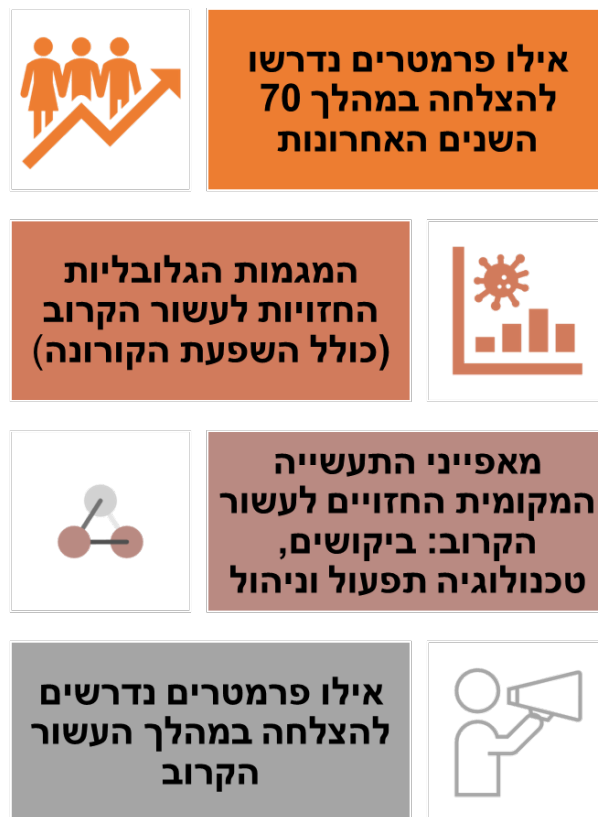 אילו פרמטרים נדרשו
להצלחה במהלך 70
השנים האחרונות
המגמות הגלובליות
החזויות לעשור הקרוב
(כולל השפעת הקורונה)
מאפייני התעשייה
המקומית החזויים לעשור
הקרוב: ביקושים,
טכנולוגיה תפעול וניהול
אילו פרמטרים נדרשים
להצלחה במהלך העשור
הקרוב